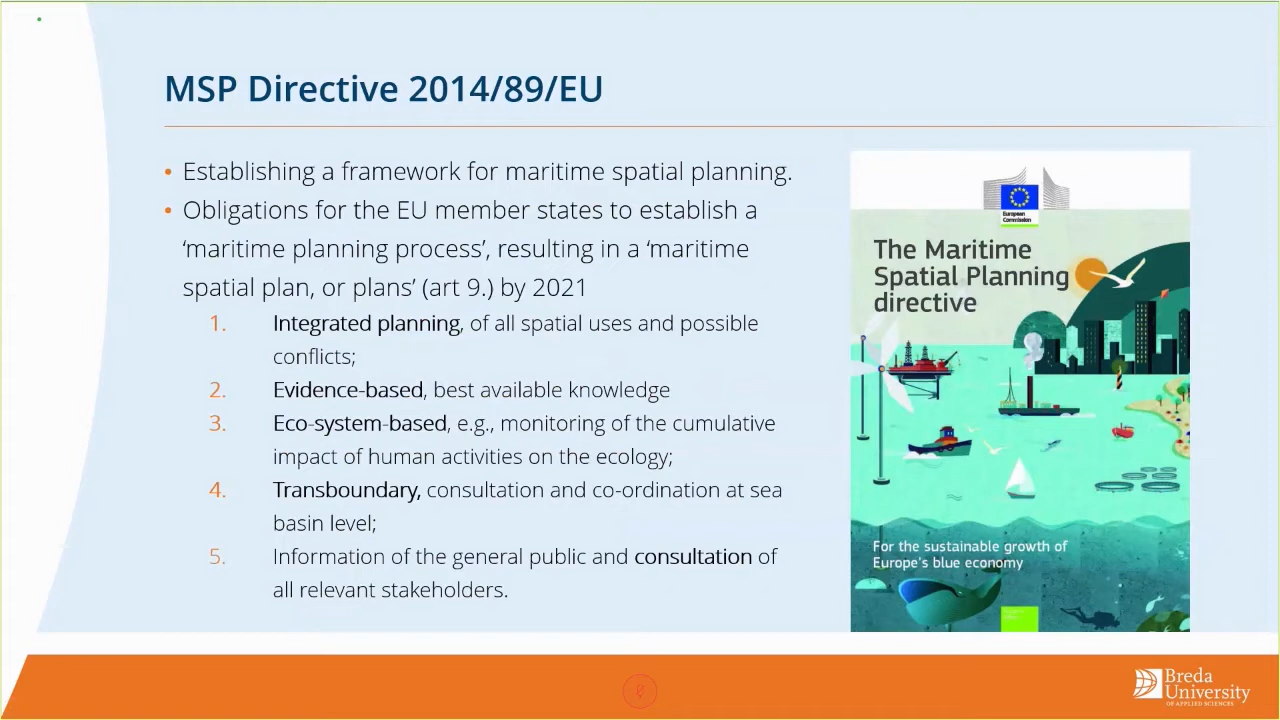 MSP Directive 2014/89/EU
• Establishing a framework for maritime spatial planning.
• Obligations for the EU member states to establish a
‘maritime planning process’, resulting in a ‘maritime
spatial plan, or plans’ (art 9.) by 2021
1. Integrated planning, of all spatial uses and possible
conflicts;
2. Evidence-based, best available knowledge
3. Eco-system-based, e.g., monitoring of the cumulative
impact of human activities on the ecology;
4. Transboundary, consultation and co-ordination at sea
basin level;
5. Information of the general public and consultation of
all relevant stakeholders.
European
Commission
The Maritime
Spatial Planning
directive
For the sustainable growth of
Europe's blue economy
Breda
University
OF APPLIED SCIENCES